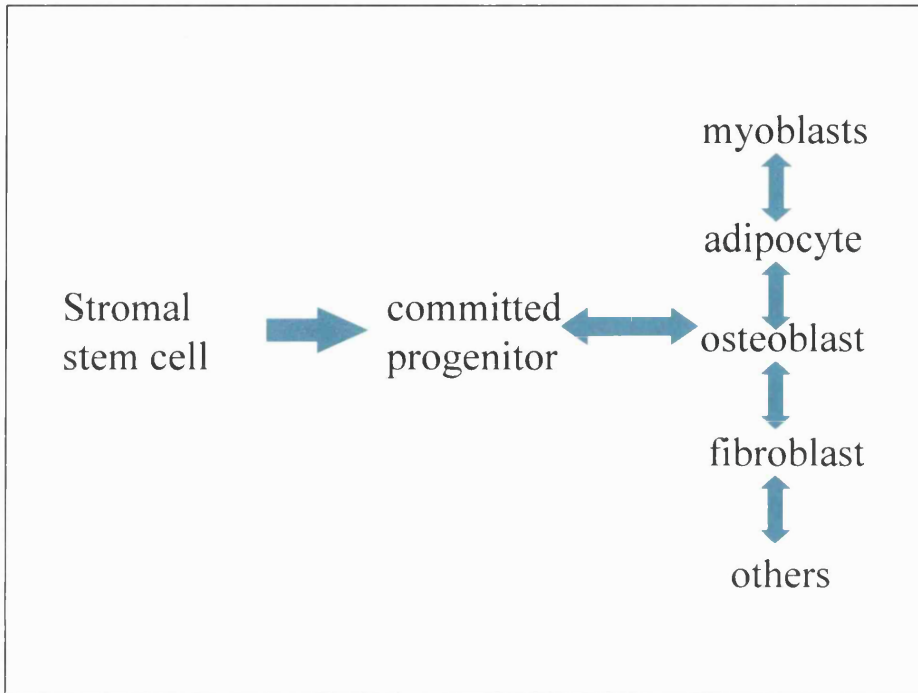 Stromal
stem cell
committed
progenitor
myoblasts
adipocyte
osteoblast
fibroblast
others